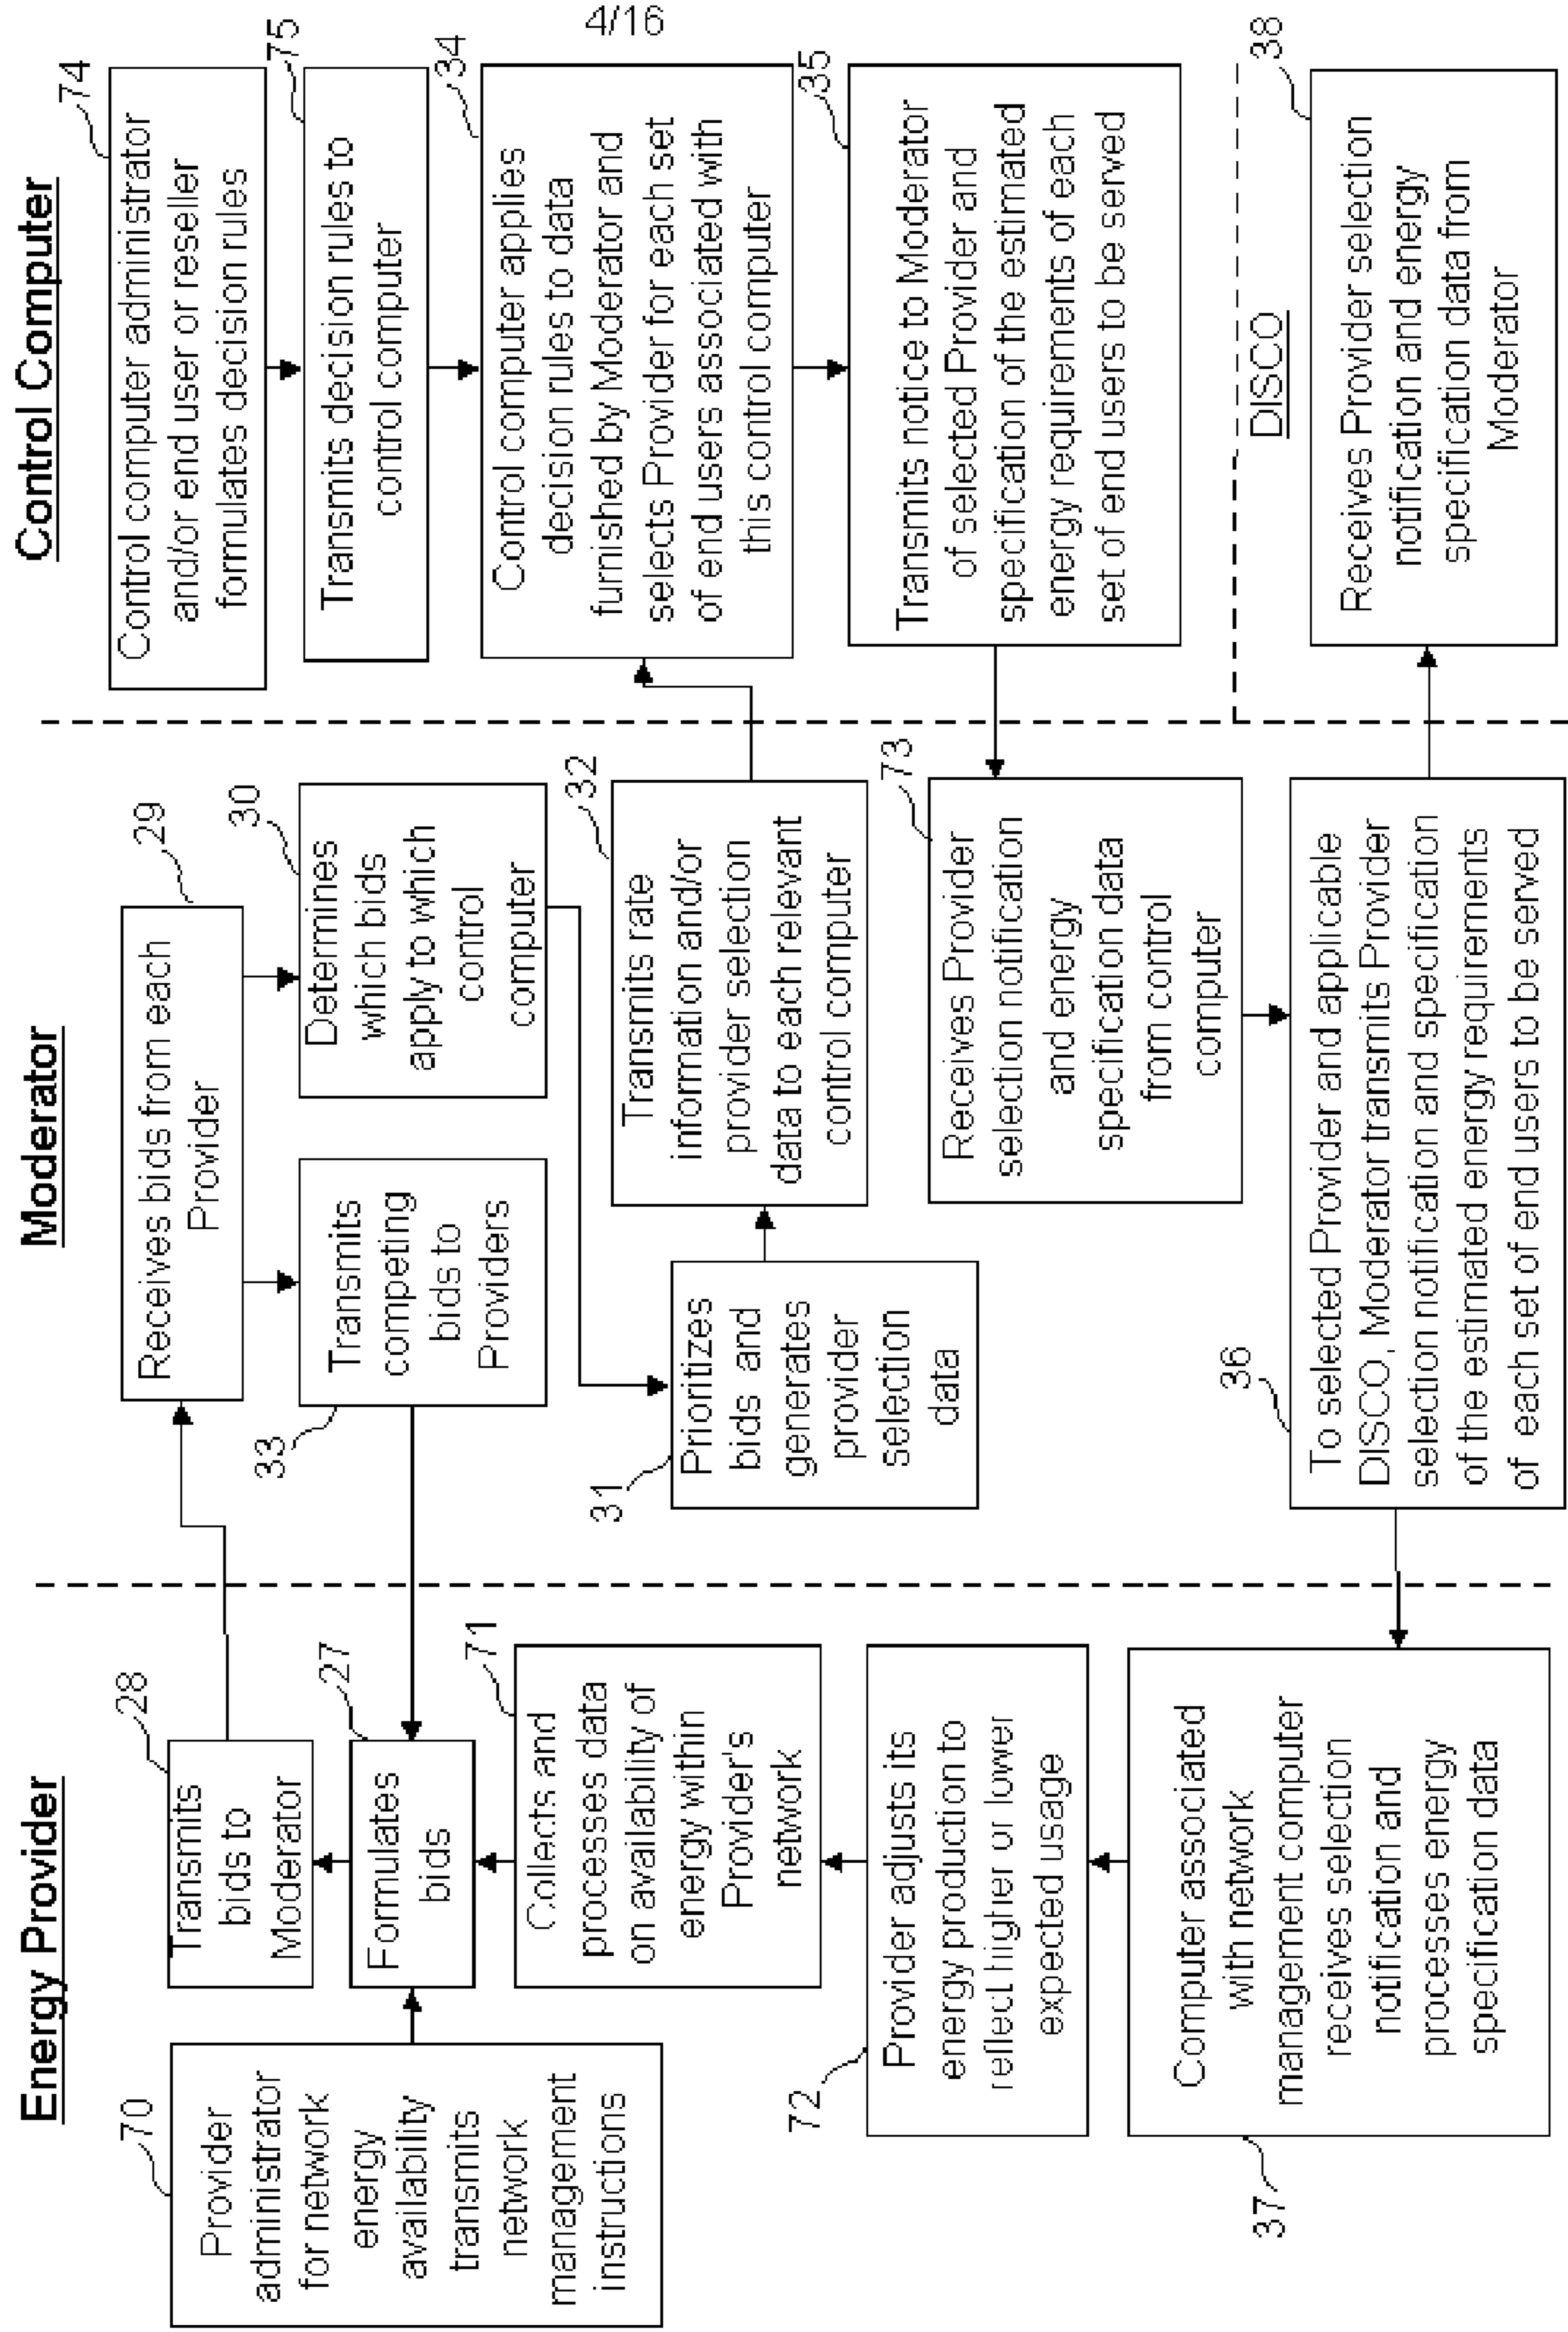 4/16
Energy Provider
70
Provider
administrator
for network
energy
availability
transmits
network
management
instructions
28
Transmits
bids to
Moderator
27
Formulates
bids
71
Collects and
processes data
on availability of
energy within
Provider's
network
72
Provider adjusts its
energy production to
reflect higher or lower
expected usage
37
Computer associated
with network
management computer
receives selection
notification and
processes energy
specification data
Moderator
29
Receives bids from each
Provider
33
Transmits
competing
bids to
Providers
30
Determines
which bids
apply to which
control
computer
31
Prioritizes
bids and
generates
provider
selection
data
32
Transmits rate
information and/or
provider selection
data to each relevant
control computer
73
Receives Provider
selection notification
and energy
specification data
from control
computer
36
To selected Provider and applicable
DISCO, Moderator transmits Provider
selection notification and specification
of the estimated energy requirements
of each set of end users to be served
Control Computer
74
Control computer administrator
and/or end user or reseller
formulates decision rules
75
Transmits decision rules to
control computer
34
Control computer applies
decision rules to data
furnished by Moderator and
selects Provider for each set
of end users associated with
this control computer
35
Transmits notice to Moderator
of selected Provider and
specification of the estimated
energy requirements of each
set of end users to be served
DISCO
38
Receives Provider selection
notification and energy
specification data from
Moderator